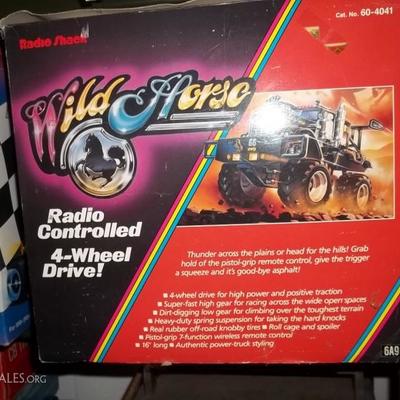 Radio Shack
Cat. No. 60-4041
Wild Horse
Radio
Controlled
4-Wheel
Drive!
Thunder across the plains or head for the hills! Grab
hold of the pistol-grip remote control, give the trigger
a squeeze and it's good-bye asphalt!
■ 4-wheel drive for high power and positive traction
■ Super-fast high gear for racing across the wide open spaces
■ Dirt-digging low gear for climbing over the toughest terrain
■ Heavy-duty spring suspension for taking the hard knocks
■ Real rubber off-road knobby tires ■ Roll cage and spoiler
■ Pistol-grip 7-function wireless remote control
■ 16" long ■ Authentic power-truck styling
6A9
ALES.ORG